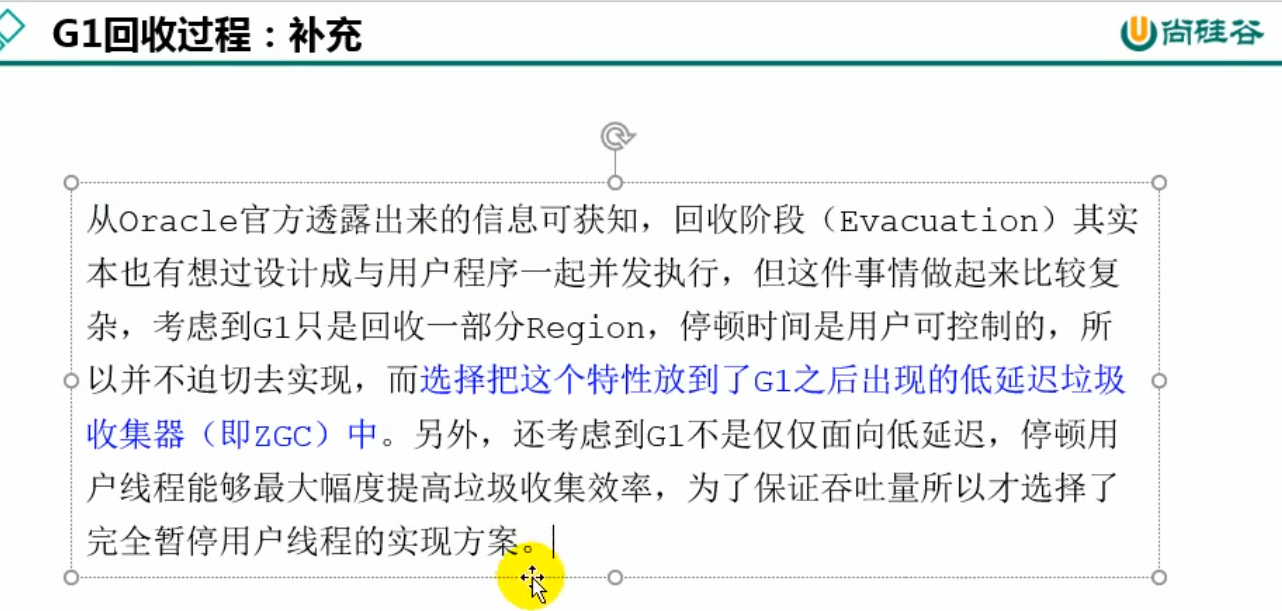 G1回收过程：补充
尚硅谷
从Oracle官方透露出来的信息可获知，回收阶段（Evacuation）其实
本也有想过设计成与用户程序一起并发执行，但这件事情做起来比较复
杂，考虑到G1只是回收一部分Region，停顿时间是用户可控制的，所
以并不迫切去实现，而选择把这个特性放到了G1之后出现的低延迟垃圾
收集器（即ZGC）中。另外，还考虑到G1不是仅仅面向低延迟，停顿用
户线程能够最大幅度提高垃圾收集效率，为了保证吞吐量所以才选择了
完全暂停用户线程的实现方案。